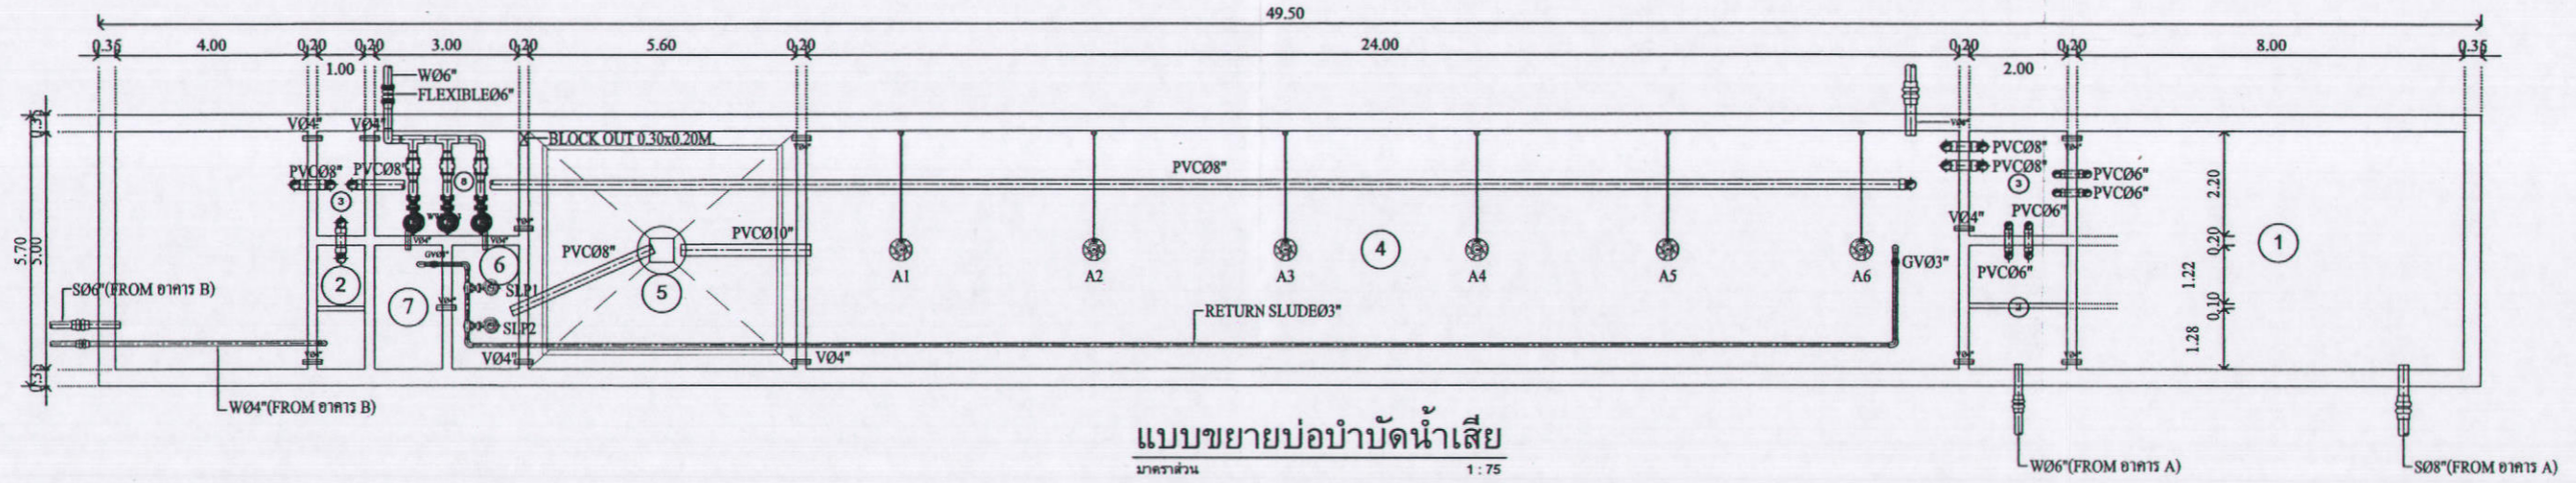 49.50
0.35 4.00 0.20 0.20 3.00 0.20 5.60 0.20 24.00 0.20 0.20 8.00 0.35
1.00 2.00
WØ6"
FLEXIBLEØ6"
VØ4" VØ4"
BLOCK OUT 0.30x0.20M.
PVCØ8" PVCØ8"
PVCØ8"
PVCØ8"
PVCØ8"
PVCØ6"
PVCØ6"
3
8
3
2.20
5.70
5.00
PVCØ6"
VØ4"
PVCØ10"
PVCØ8"
6
4
1
0.20
A1 A2 A3 A4 A5 A6
GVØ3"
PVCØ6"
1.22
2
7
5
SLP1
SLP2
SØ6"(FROM อาคาร B)
RETURN SLUDEØ3"
2
0.10
1.28
VØ4" VØ4"
WØ4"(FROM อาคาร B)
แบบขยายบ่อบำบัดน้ำเสีย
มาตราส่วน 1 : 75
WØ6"(FROM อาคาร A)
SØ8"(FROM อาคาร A)